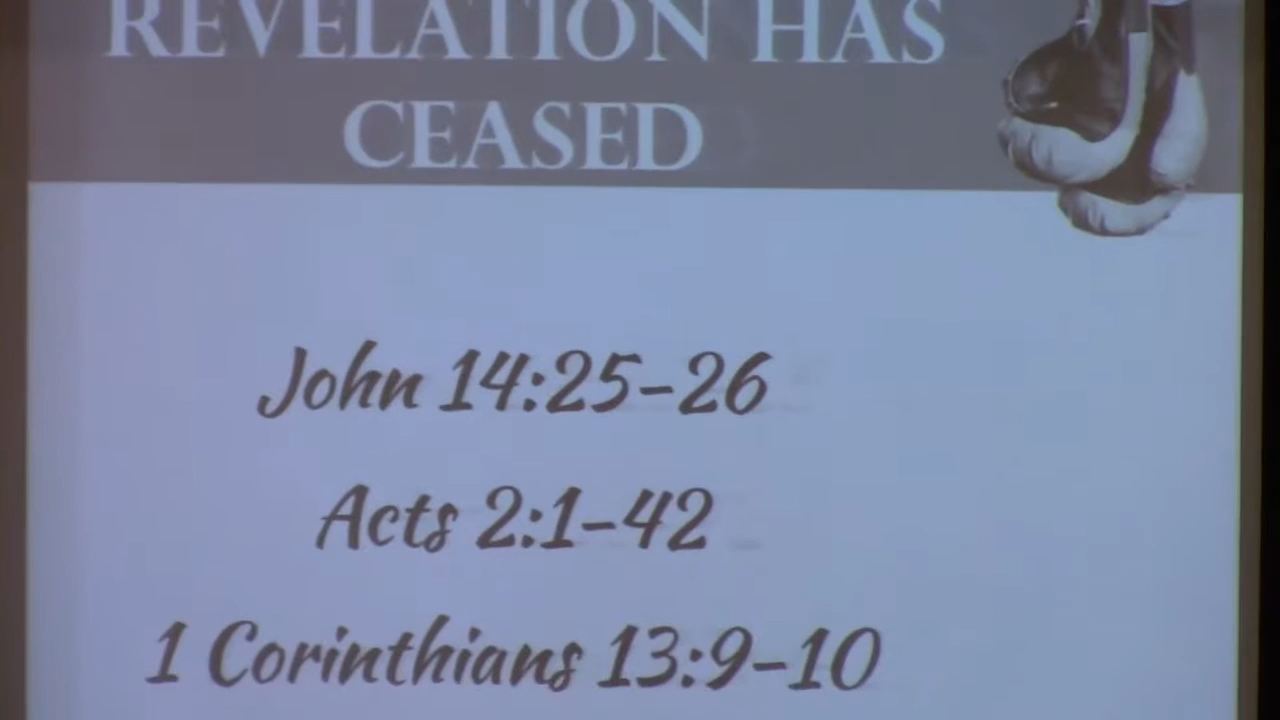 REVELATION HAS
CEASED
John 14:25-26
Acts 2:1-42
1 Corinthians 13:9-10